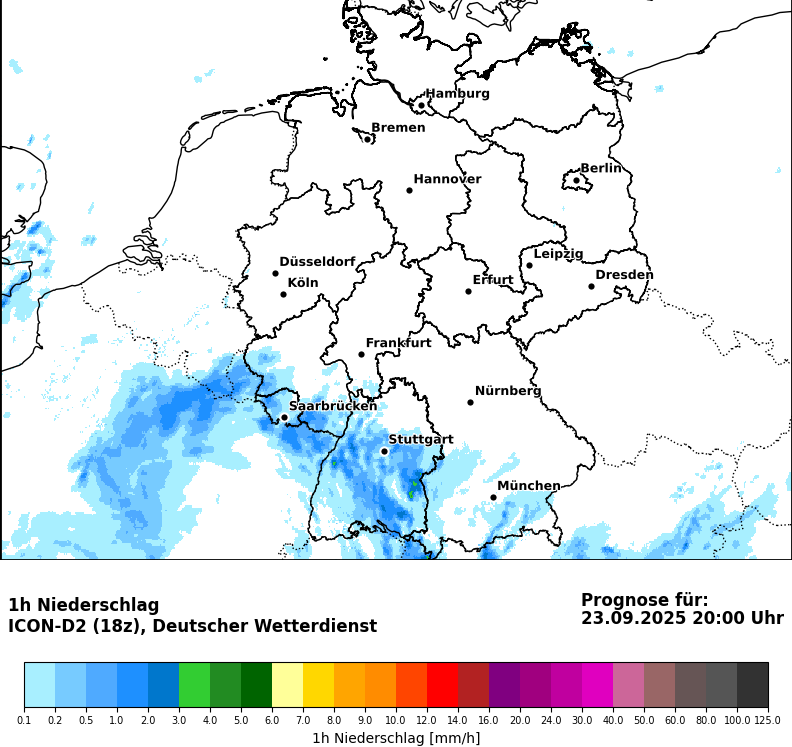 Hamburg
Bremen
Berlin
Hannover
Leipzig
Düsseldorf
Dresden
Köln
Erfurt
Frankfurt
Nürnberg
Saarbrücken
Stuttgart
München
1h Niederschlag
ICON-D2 (18z), Deutscher Wetterdienst
Prognose für:
23.09.2025 20:00 Uhr
0.1 0.2 0.5 1.0 2.0 3.0 4.0 5.0 6.0 7.0 9.0 10.0 12.0 14.0 16.0 20.0 24.0 30.0 40.0 50.0 60.0 80.0 100.0 125.0
1h Niederschlag [mm/h]